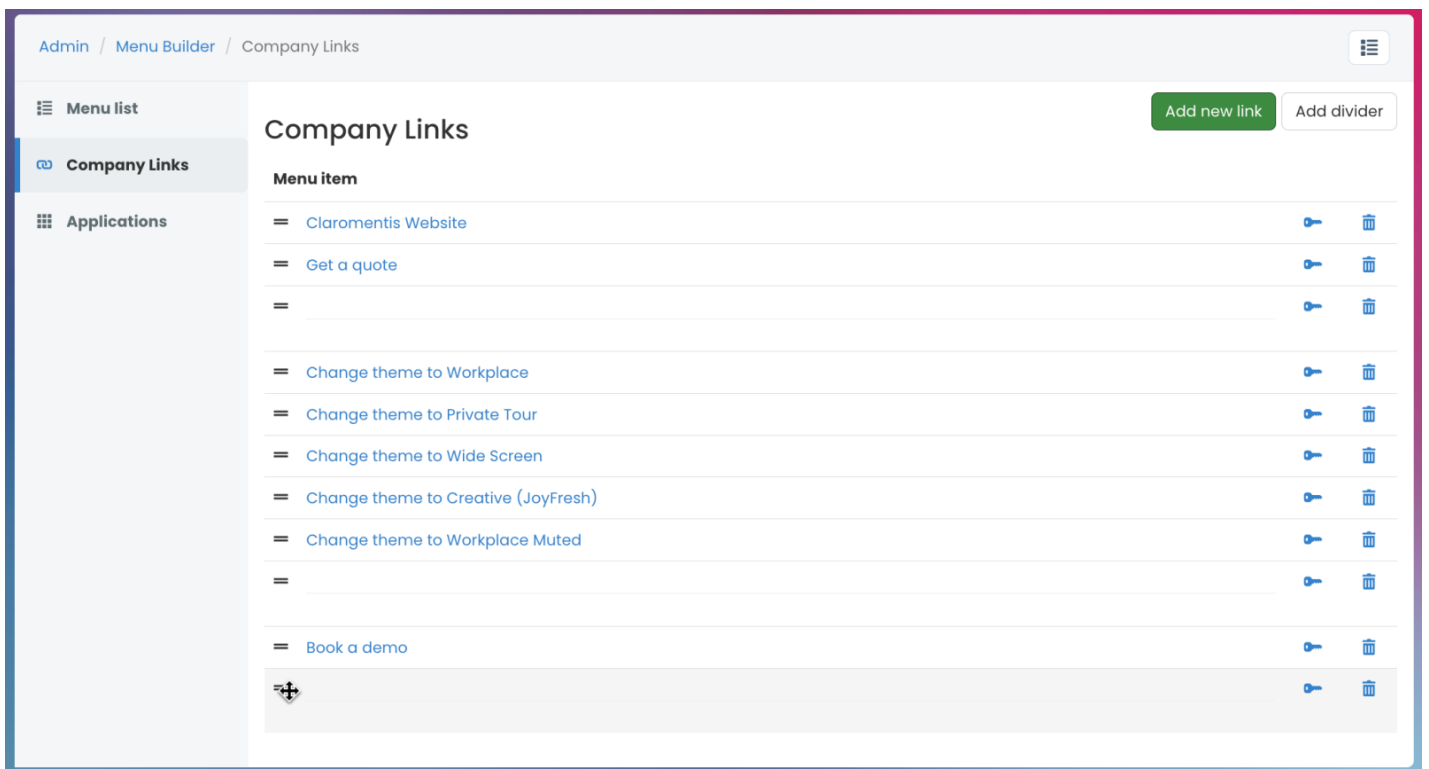 Admin / Menu Builder / Company Links
Menu list
Company Links
Applications
Add new link
Add divider
Company Links
Menu item
Claromentis Website
Get a quote
Change theme to Workplace
Change theme to Private Tour
Change theme to Wide Screen
Change theme to Creative (JoyFresh)
Change theme to Workplace Muted
Book a demo